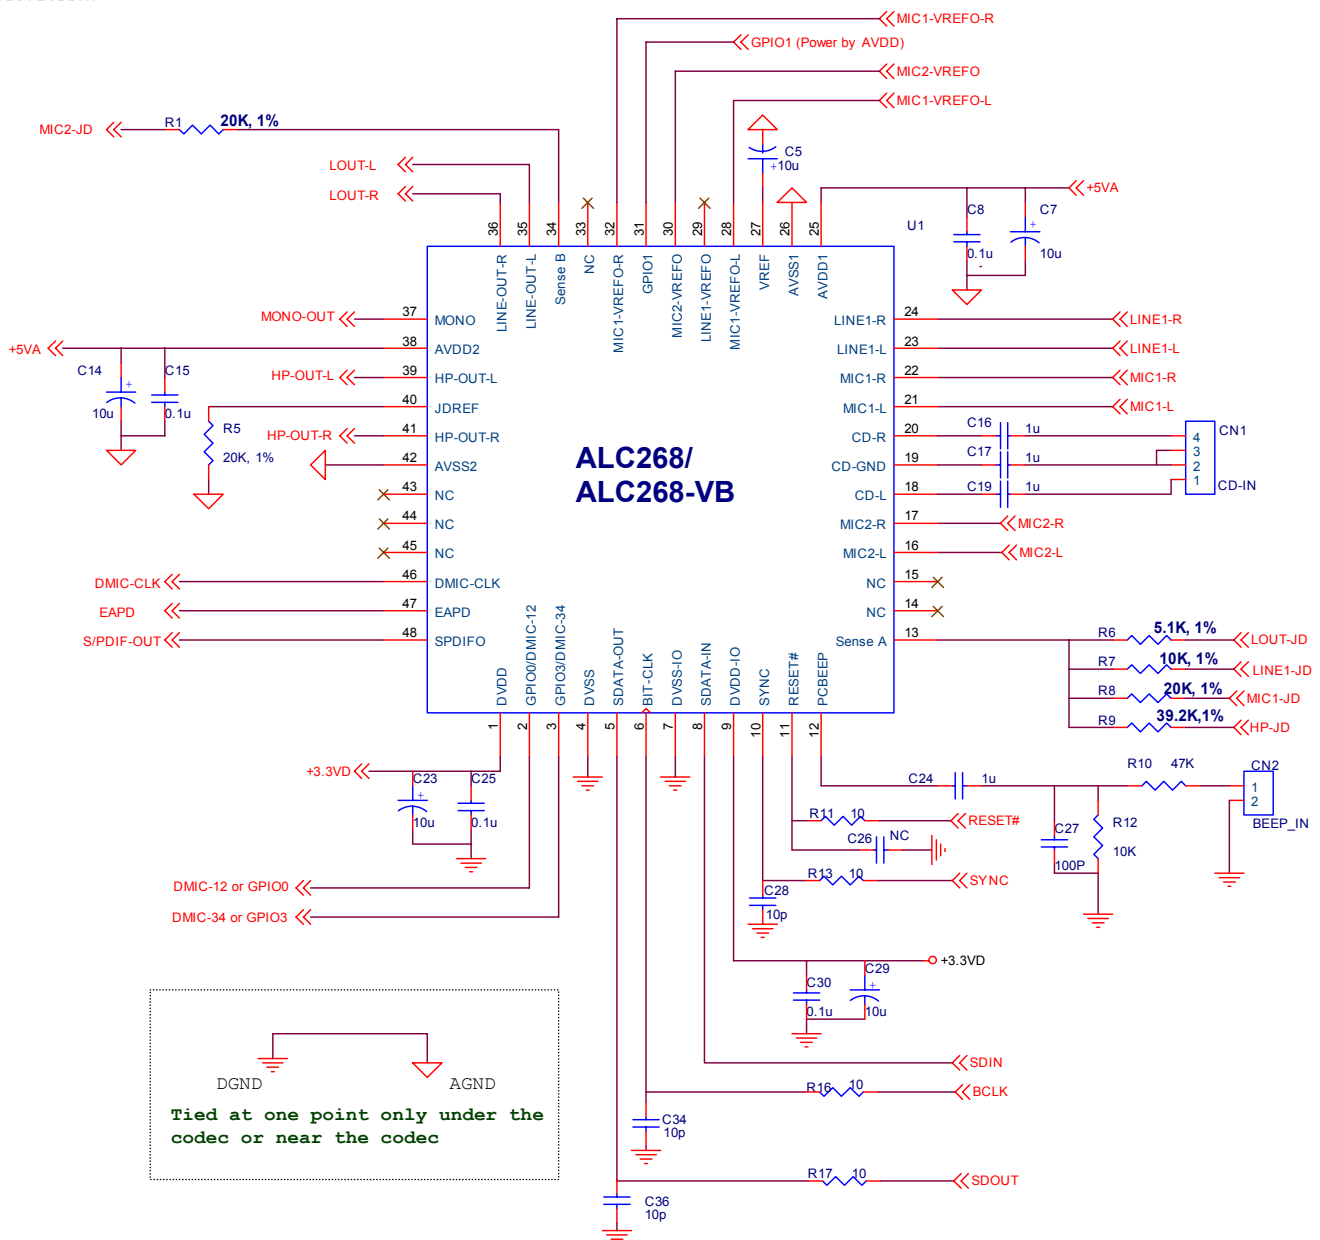 MIC1-VREFO-R
GPIO1 (Power by AVDD)
MIC2-VREFO
MIC1-VREFO-L
MIC2-JD
R1
20K, 1%
LOUT-L
LOUT-R
C5
10u
+
+5VA
C8
0.1u
C7
+
10u
U1
36
35
34
33
32
31
30
29
28
27
26
25
LINE-OUT-R
LINE-OUT-L
Sense B
NC
MIC1-VREFO-R
GPIO1
MIC2-VREFO
LINE1-VREFO
MIC1-VREFO-L
VREF
AVSS1
AVDD1
MONO-OUT
37
MONO
+5VA
38
AVDD2
C14
+
10u
C15
0.1u
HP-OUT-L
39
HP-OUT-L
40
JDREF
R5
20K, 1%
HP-OUT-R
41
HP-OUT-R
42
AVSS2
43
NC
44
NC
45
NC
DMIC-CLK
46
DMIC-CLK
EAPD
47
EAPD
S/PDIF-OUT
48
SPDIFO
ALC268/
ALC268-VB
LINE1-R
24
LINE1-R
LINE1-L
23
LINE1-L
MIC1-R
22
MIC1-R
MIC1-L
21
MIC1-L
CD-R
20
C16
1u
CD-GND
19
C17
1u
CD-L
18
C19
1u
CN1
4
3
2
1
CD-IN
MIC2-R
17
MIC2-R
MIC2-L
16
MIC2-L
NC
15
NC
14
Sense A
13
R6
5.1K, 1%
LOUT-JD
R7
10K, 1%
LINE1-JD
R8
20K, 1%
MIC1-JD
R9
39.2K,1%
HP-JD
DVDD
GPIO0/DMIC-12
GPIO3/DMIC-34
DVSS
SDATA-OUT
BIT-CLK
DVSS-IO
SDATA-IN
DVDD-IO
SYNC
RESET#
PCBEEP
1
2
3
4
5
6
7
8
9
10
11
12
+3.3VD
C23
+
10u
C25
0.1u
C24
1u
R10
47K
CN2
1
2
BEEP_IN
C27
100P
R12
10K
R11
10
RESET#
C26
NC
R13
10
SYNC
C28
10p
DMIC-12 or GPIO0
DMIC-34 or GPIO3
+3.3VD
C30
0.1u
C29
+
10u
SDIN
R16
10
BCLK
C34
10p
R17
10
SDOUT
C36
10p
DGND
AGND
Tied at one point only under the
codec or near the codec